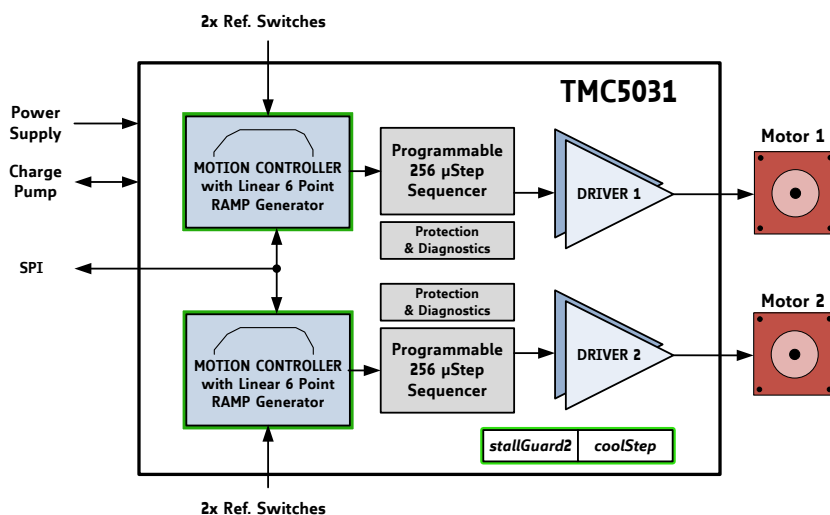 2x Ref. Switches
TMC5031
Power
Supply
Charge
Pump
SPI
MOTION CONTROLLER
with Linear 6 Point
RAMP Generator
Programmable
256 µStep
Sequencer
Protection
& Diagnostics
DRIVER 1
Motor 1
MOTION CONTROLLER
with Linear 6 Point
RAMP Generator
Protection
& Diagnostics
Programmable
256 µStep
Sequencer
DRIVER 2
Motor 2
stallGuard2
coolStep
2x Ref. Switches